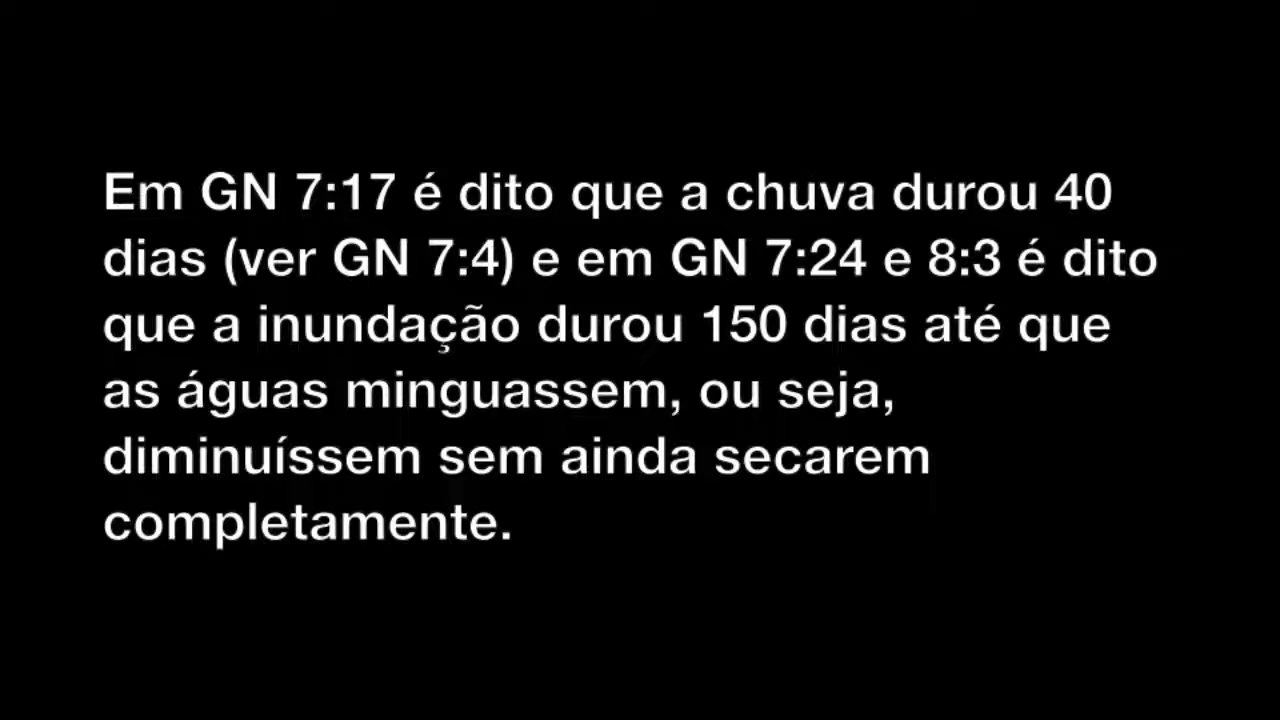 Em GN 7:17 é dito que a chuva durou 40
dias (ver GN 7:4) e em GN 7:24 e 8:3 é dito
que a inundação durou 150 dias até que
as águas minguassem, ou seja,
diminuíssem sem ainda secarem
completamente.